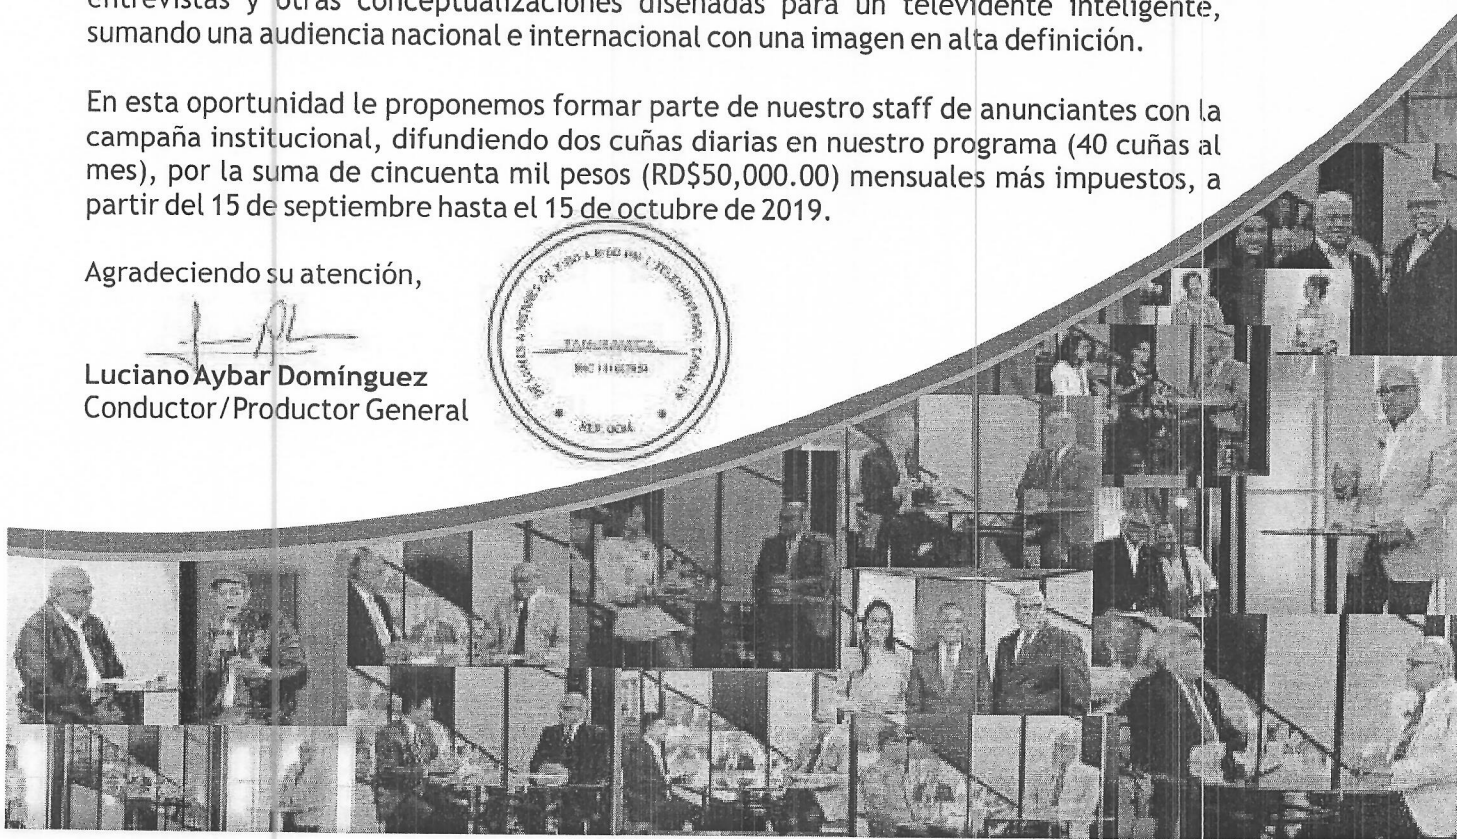 entrevistas y otras conceptualizaciones diseñadas para un televidente inteligente,
sumando una audiencia nacional e internacional con una imagen en alta definición.
En esta oportunidad le proponemos formar parte de nuestro staff de anunciantes con la
campaña institucional, difundiendo dos cuñas diarias en nuestro programa (40 cuñas al
mes), por la suma de cincuenta mil pesos (RD$50,000.00) mensuales más impuestos, a
partir del 15 de septiembre hasta el 15 de octubre de 2019.
Agradeciendo su atención,
Luciano Aybar Domínguez
Conductor/Productor General